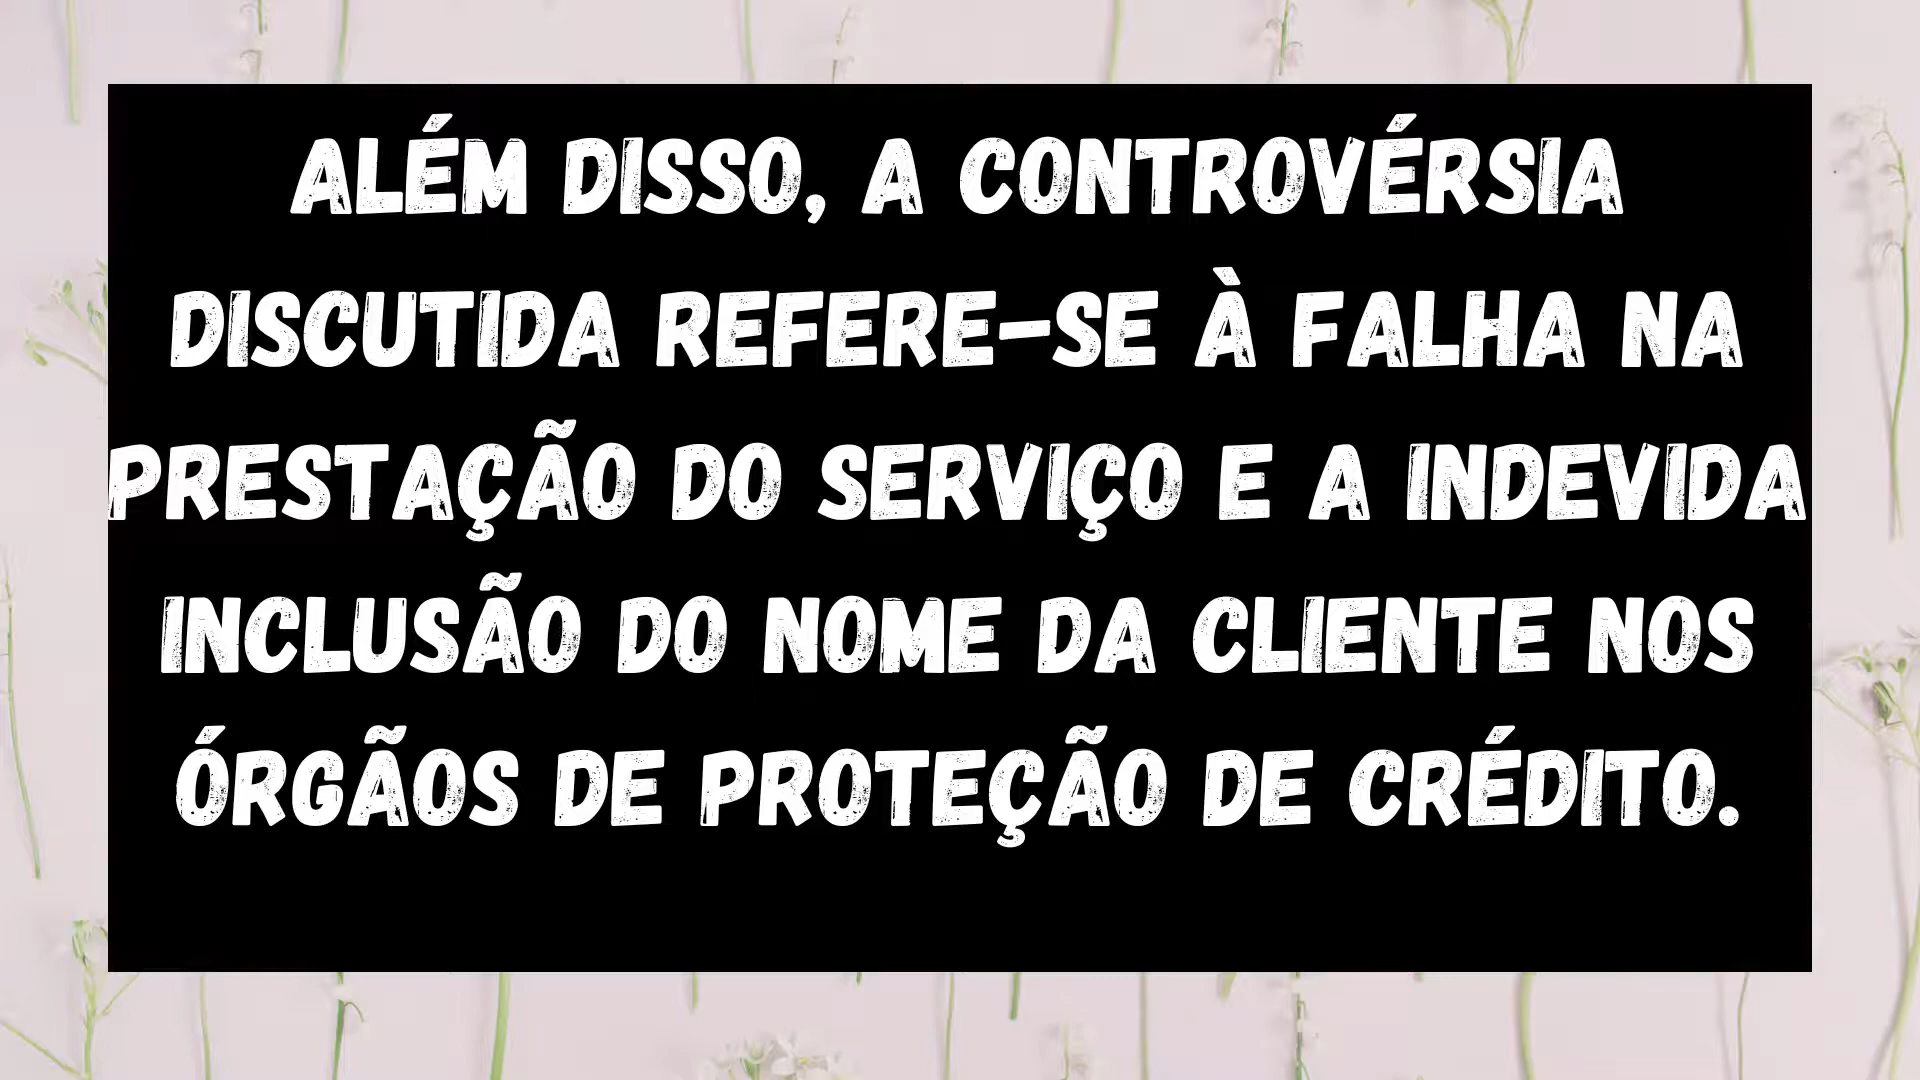 ALÉM DISSO, A CONTROVÉRSIA
DISCUTIDA REFERE-SE À FALHA NA
PRESTAÇÃO DO SERVIÇO E A INDEVIDA
INCLUSÃO DO NOME DA CLIENTE NOS
ÓRGÃOS DE PROTEÇÃO DE CRÉDITO.